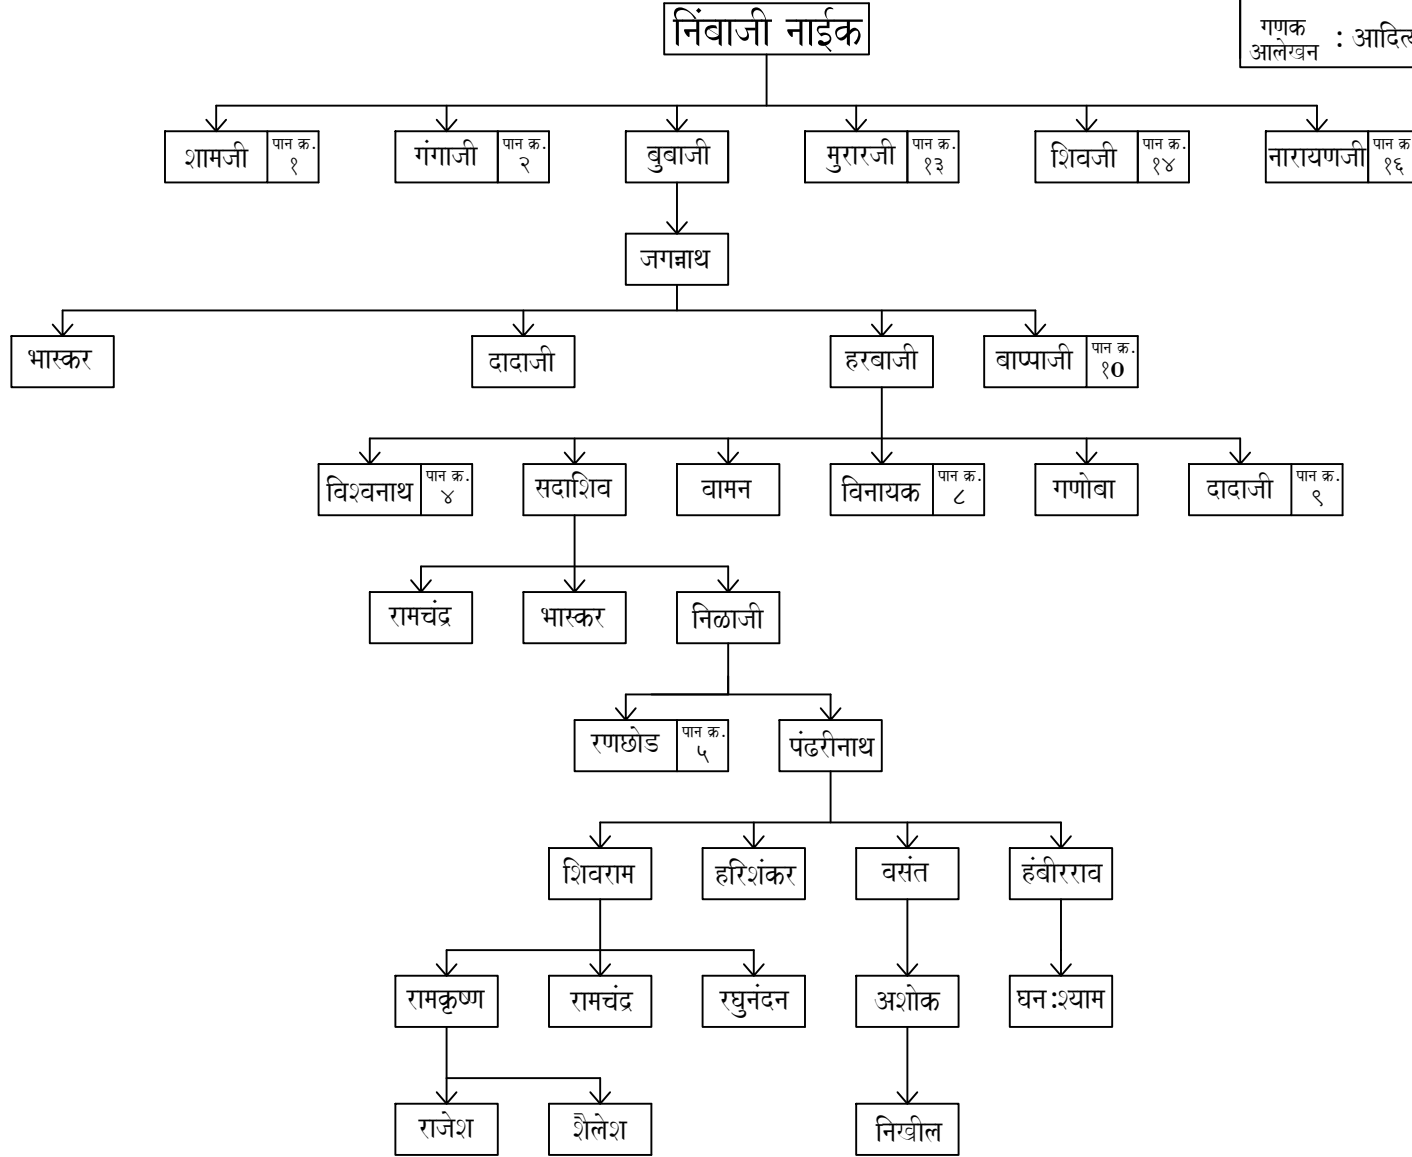 निंबाजी नाईक
गणक
आलेखन : आदित्य
शामजी पान क्र. १
गंगाजी पान क्र. २
बुबाजी
मुरारजी पान क्र. १३
शिवजी पान क्र. १४
नारायणजी पान क्र १६
जगन्नाथ
भास्कर
दादाजी
हरबाजी
बाप्पाजी पान क्र. १०
विश्वनाथ पान क्र. ४
सदाशिव
वामन
विनायक पान क्र. ८
गणोबा
दादाजी पान क्र. ९
रामचंद्र
भास्कर
निळाजी
रणछोड पान क्र. ५
पंढरीनाथ
शिवराम
हरिशंकर
वसंत
हंबीरराव
रामकृष्ण
रामचंद्र
रघुनंदन
अशोक
घन:श्याम
राजेश
शैलेश
निखील